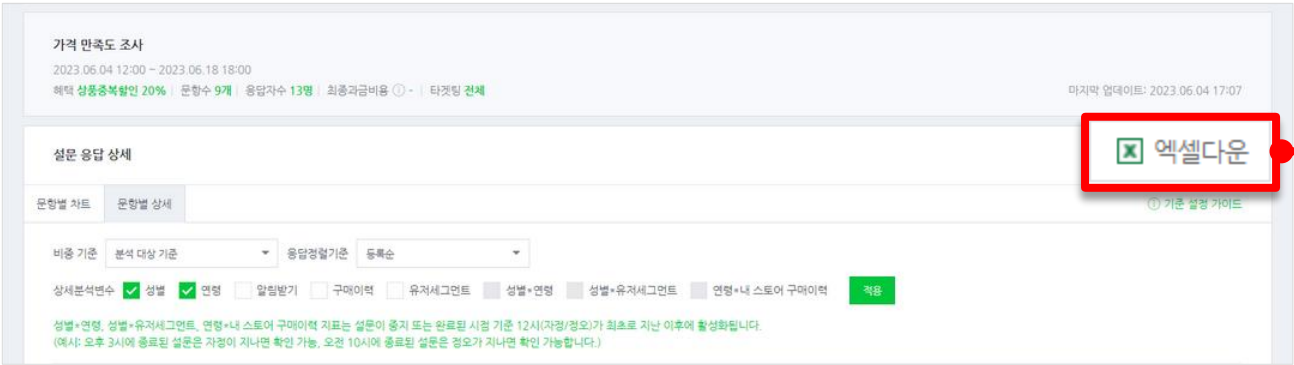 가격 만족도 조사
2023.06.04 12:00 ~ 2023.06.18 18:00
혜택 상품중복할인 20% | 문항수 9개 | 응답자수 13명 | 최종과금비용 ⓘ - | 타겟팅 전체
마지막 업데이트: 2023.06.04 17:07
설문 응답 상세
엑셀다운
문항별 차트 문항별 상세
ⓘ 기준 설정 가이드
비중 기준 분석 대상 기준 응답정렬기준 등록순
상세분석변수 성별 연령 알림받기 구매이력 유저세그먼트 성별*연령 성별*유저세그먼트 연령*내 스토어 구매이력 적용
성별*연령, 성별*유저세그먼트, 연령*내 스토어 구매이력 지표는 설문이 중지 또는 완료된 시점 기준 12시(자정/정오)가 최초로 지난 이후에 활성화됩니다.
(예시: 오후 3시에 종료된 설문은 자정이 지나면 확인 가능, 오전 10시에 종료된 설문은 정오가 지나면 확인 가능합니다.)